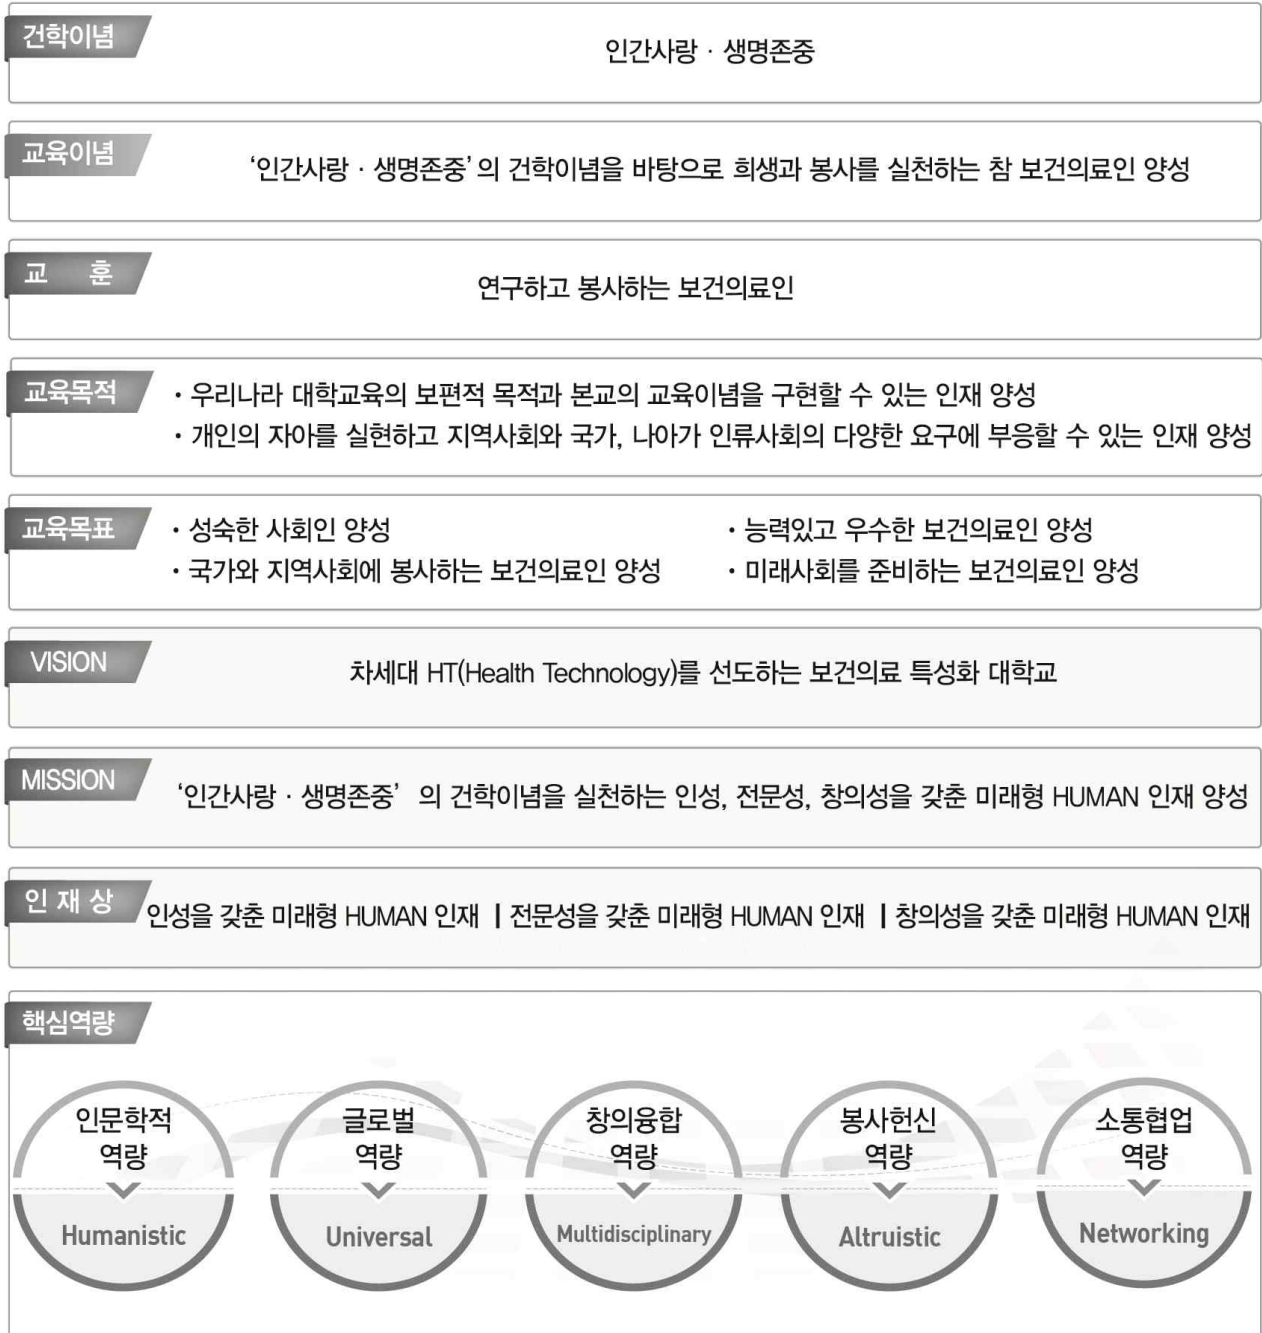 건학이념
인간사랑 · 생명존중
교육이념
‘인간사랑 · 생명존중’의 건학이념을 바탕으로 희생과 봉사를 실천하는 참 보건의료인 양성
교 훈
연구하고 봉사하는 보건의료인
교육목적
· 우리나라 대학교육의 보편적 목적과 본교의 교육이념을 구현할 수 있는 인재 양성
· 개인의 자아를 실현하고 지역사회와 국가, 나아가 인류사회의 다양한 요구에 부응할 수 있는 인재 양성
교육목표
· 성숙한 사회인 양성
· 능력있고 우수한 보건의료인 양성
· 국가와 지역사회에 봉사하는 보건의료인 양성
· 미래사회를 준비하는 보건의료인 양성
VISION
차세대 HT(Health Technology)를 선도하는 보건의료 특성화 대학교
MISSION
‘인간사랑 · 생명존중’ 의 건학이념을 실천하는 인성, 전문성, 창의성을 갖춘 미래형 HUMAN 인재 양성
인 재 상
인성을 갖춘 미래형 HUMAN 인재 | 전문성을 갖춘 미래형 HUMAN 인재 | 창의성을 갖춘 미래형 HUMAN 인재
핵심역량
인문학적
역량
Humanistic
글로벌
역량
Universal
창의융합
역량
Multidisciplinary
봉사헌신
역량
Altruistic
소통협업
역량
Networking